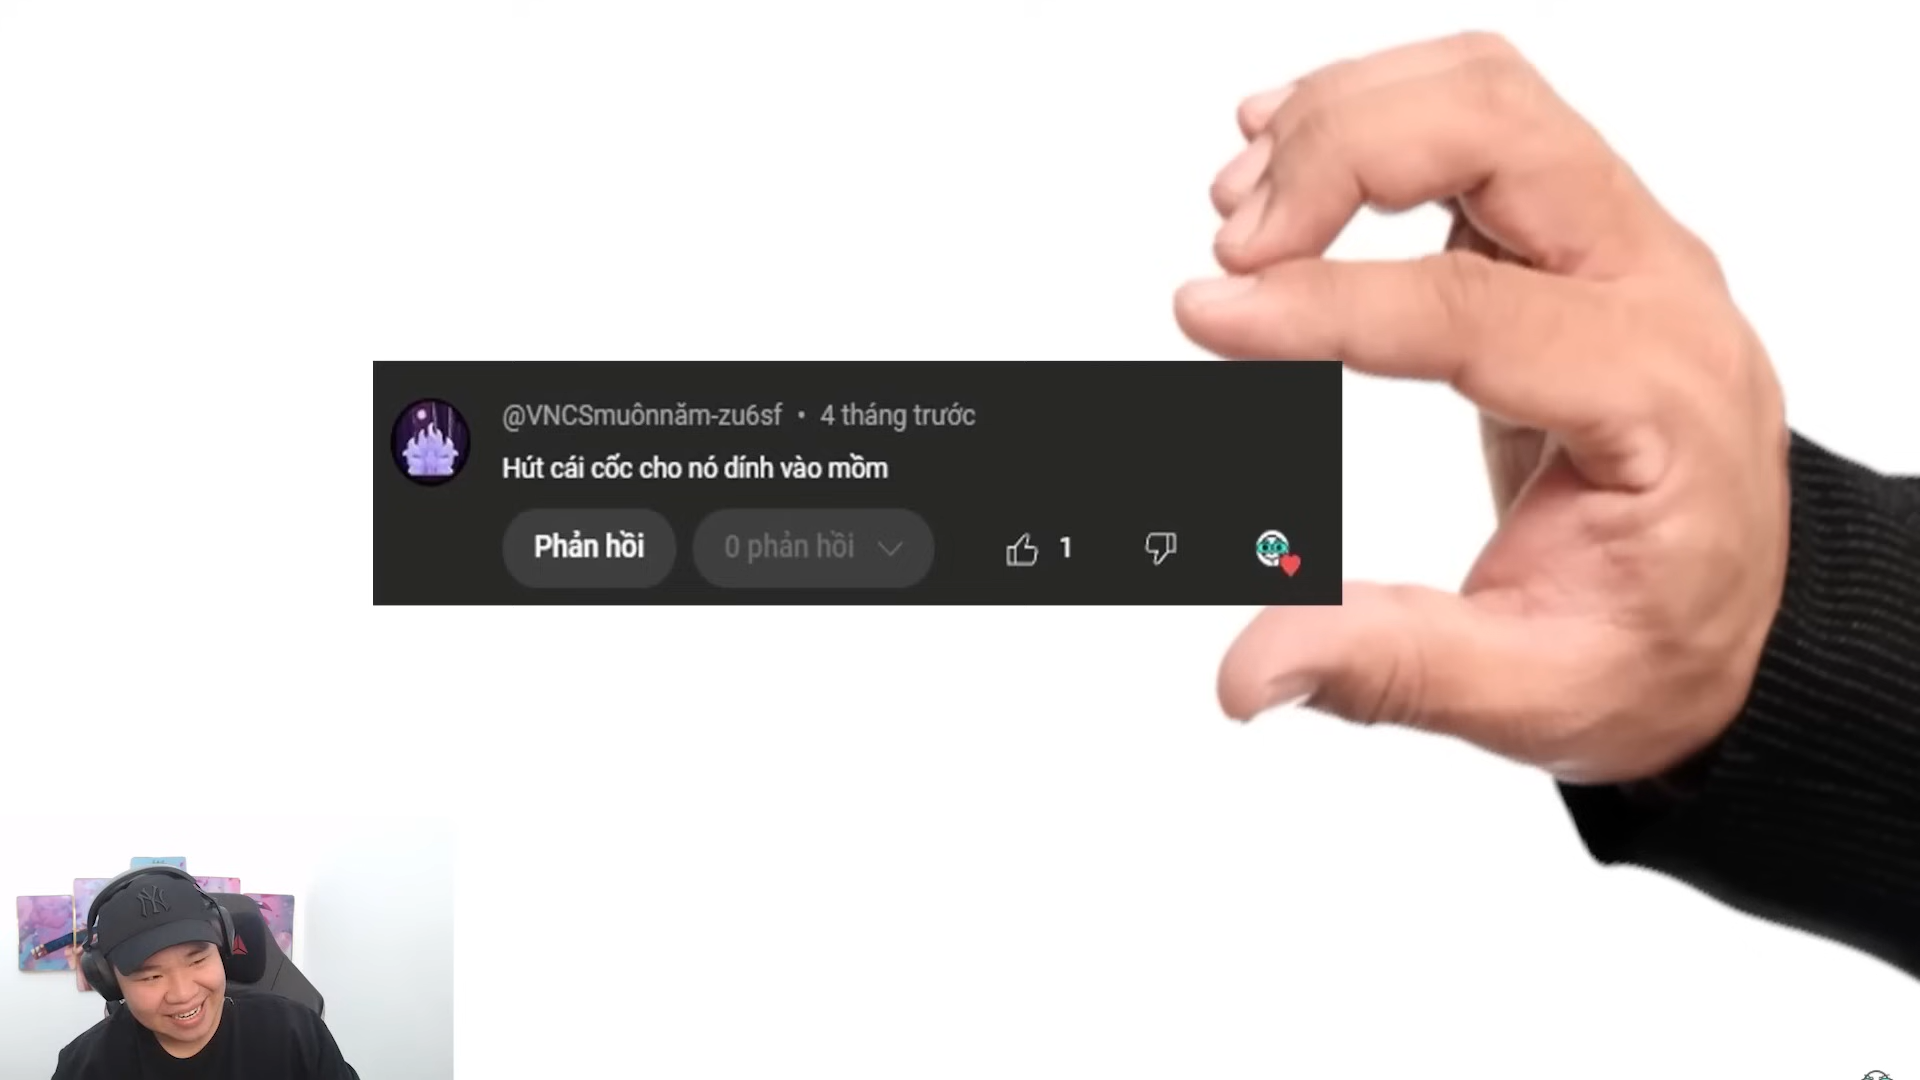 @VNCSmuônnăm-zu6sf • 4 tháng trước
Hút cái cốc cho nó dính vào mồm
Phản hồi 0 phản hồi 1
NY